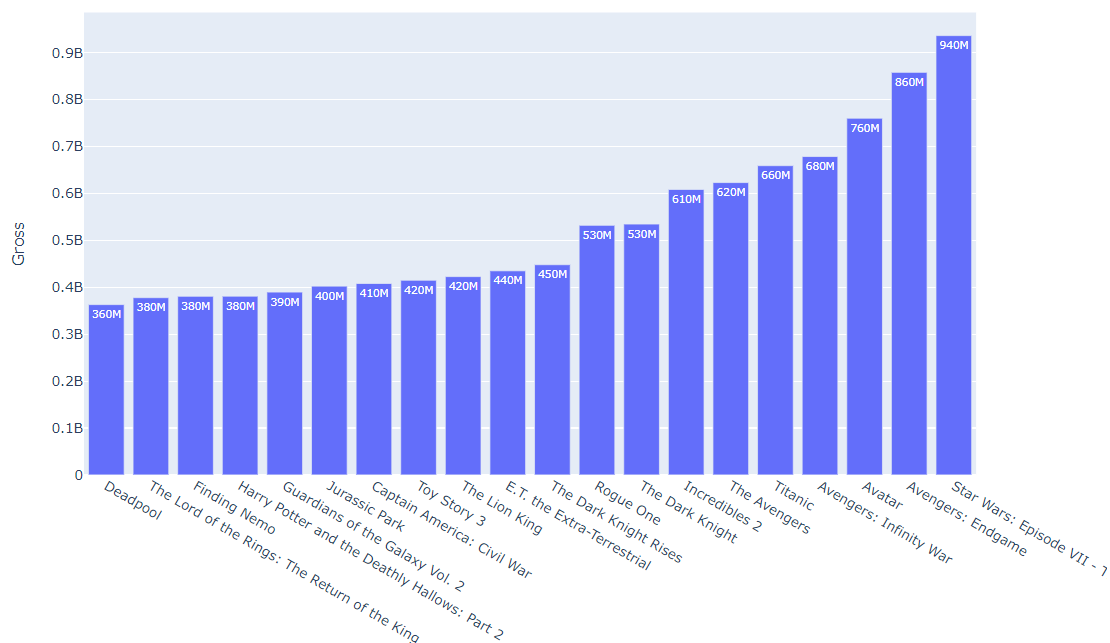 Gross
0.9B
0.8B
0.7B
0.6B
0.5B
0.4B
0.3B
0.2B
0.1B
0
360M
380M
380M
380M
390M
400M
410M
420M
420M
440M
450M
530M
530M
610M
620M
660M
680M
760M
860M
940M
Deadpool
The Lord of the Rings: The Return of the King
Finding Nemo
Harry Potter and the Deathly Hallows: Part 2
Guardians of the Galaxy Vol. 2
Jurassic Park
Captain America: Civil War
Toy Story 3
The Lion King
E.T. the Extra-Terrestrial
The Dark Knight Rises
Rogue One
The Dark Knight
Incredibles 2
The Avengers
Titanic
Avengers: Infinity War
Avatar
Avengers: Endgame
Star Wars: Episode VII -